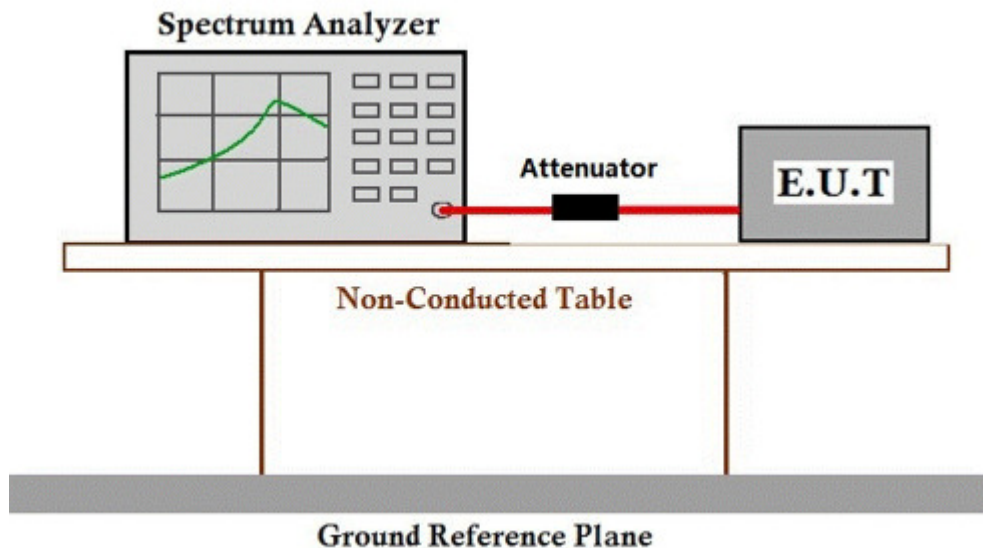 Spectrum Analyzer
Attenuator
E.U.T
Non-Conducted Table
Ground Reference Plane